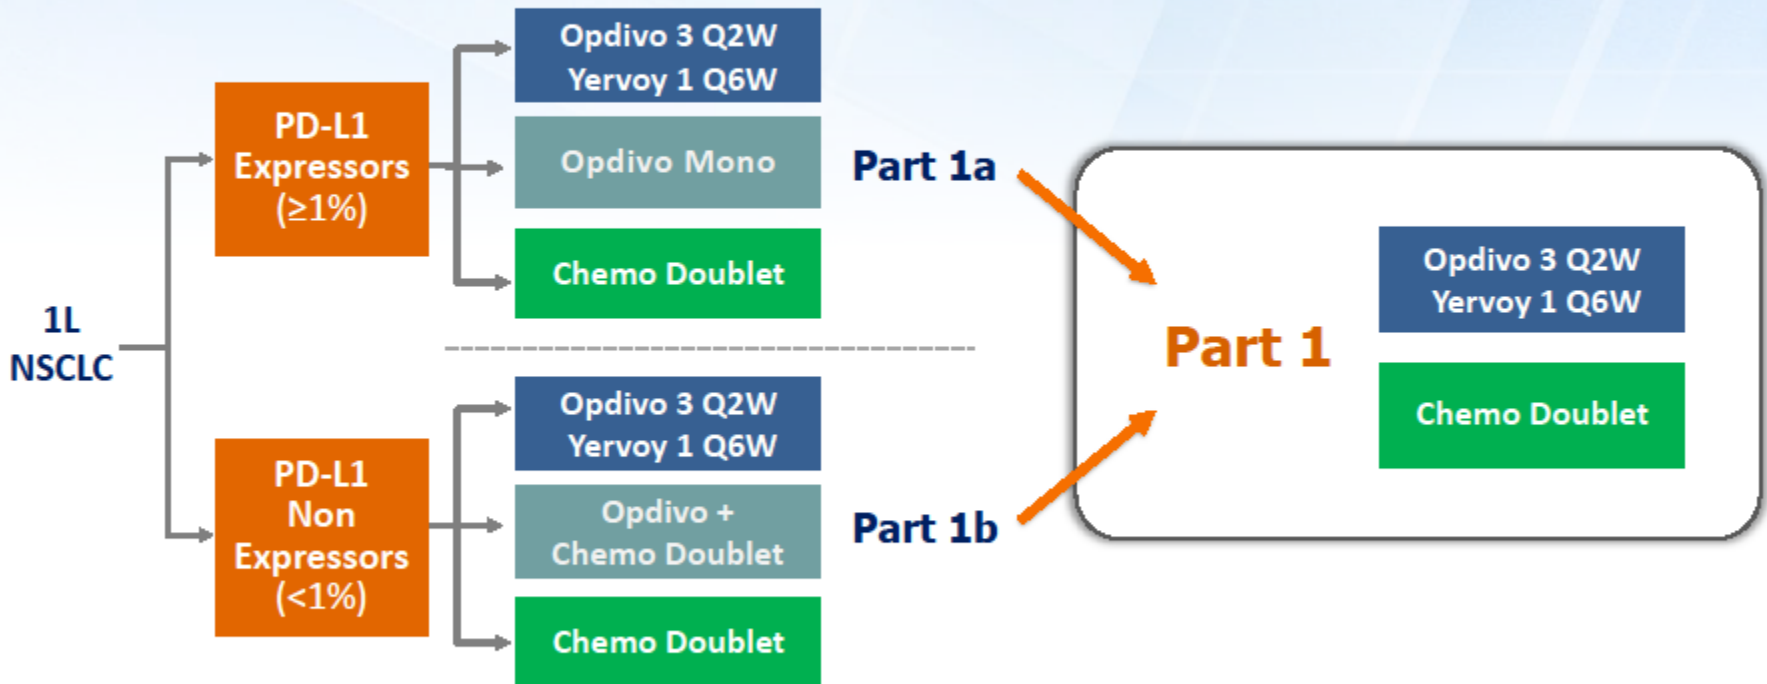 1L
NSCLC
PD-L1
Expressors
(≥1%)
Opdivo 3 Q2W
Yervoy 1 Q6W
Opdivo Mono
Chemo Doublet
Part 1a
PD-L1
Non
Expressors
(<1%)
Opdivo 3 Q2W
Yervoy 1 Q6W
Opdivo +
Chemo Doublet
Chemo Doublet
Part 1b
Part 1
Opdivo 3 Q2W
Yervoy 1 Q6W
Chemo Doublet